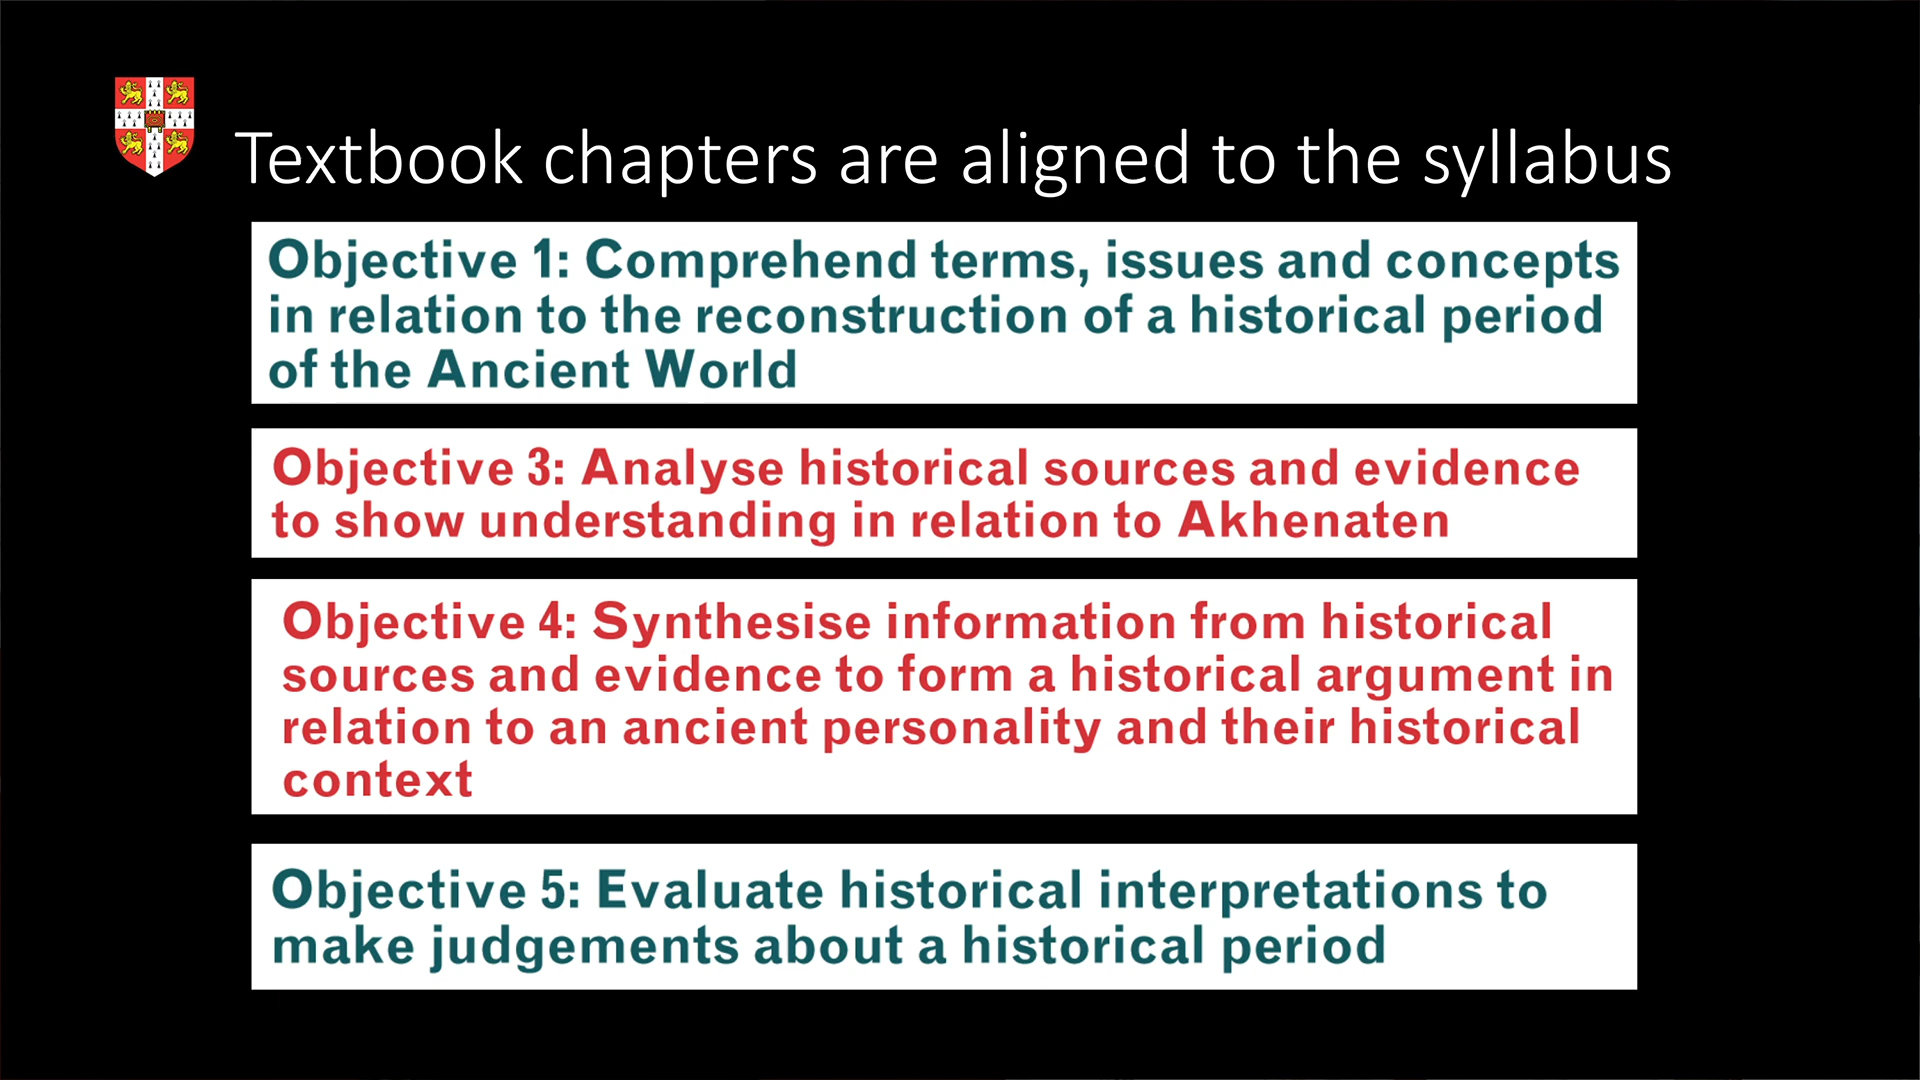 Textbook chapters are aligned to the syllabus
Objective 1: Comprehend terms, issues and concepts
in relation to the reconstruction of a historical period
of the Ancient World
Objective 3: Analyse historical sources and evidence
to show understanding in relation to Akhenaten
Objective 4: Synthesise information from historical
sources and evidence to form a historical argument in
relation to an ancient personality and their historical
context
Objective 5: Evaluate historical interpretations to
make judgements about a historical period